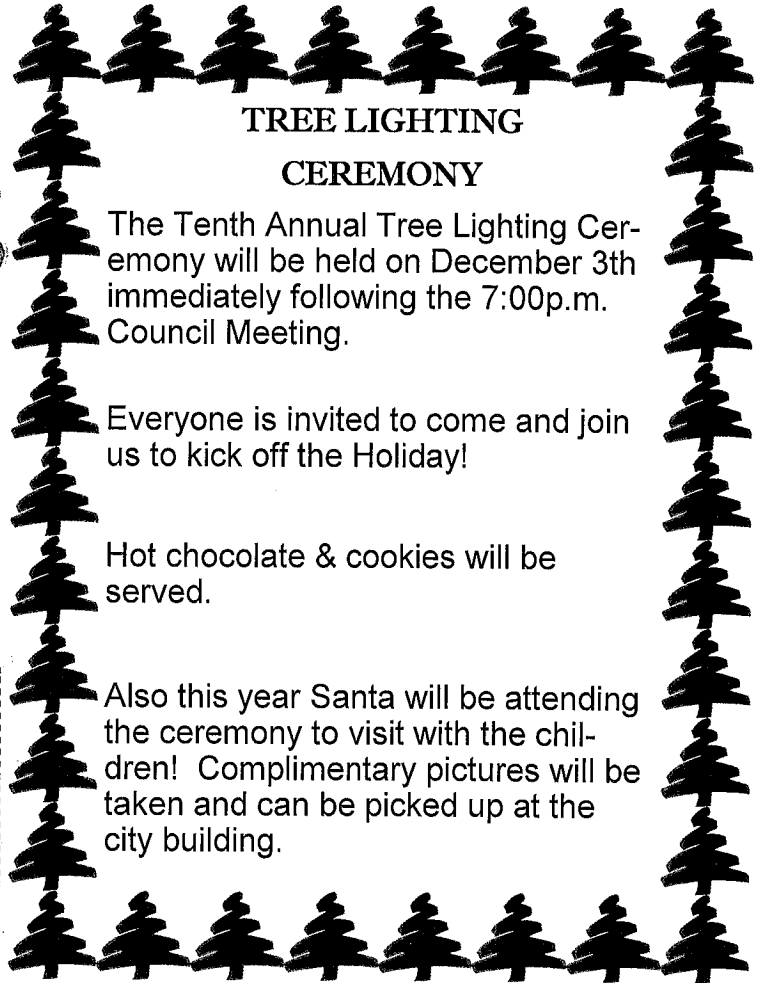 TREE LIGHTING
CEREMONY
The Tenth Annual Tree Lighting Cer-
emony will be held on December 3th
immediately following the 7:00p.m.
Council Meeting.
Everyone is invited to come and join
us to kick off the Holiday!
Hot chocolate & cookies will be
served.
Also this year Santa will be attending
the ceremony to visit with the chil-
dren!  Complimentary pictures will be
taken and can be picked up at the
city building.